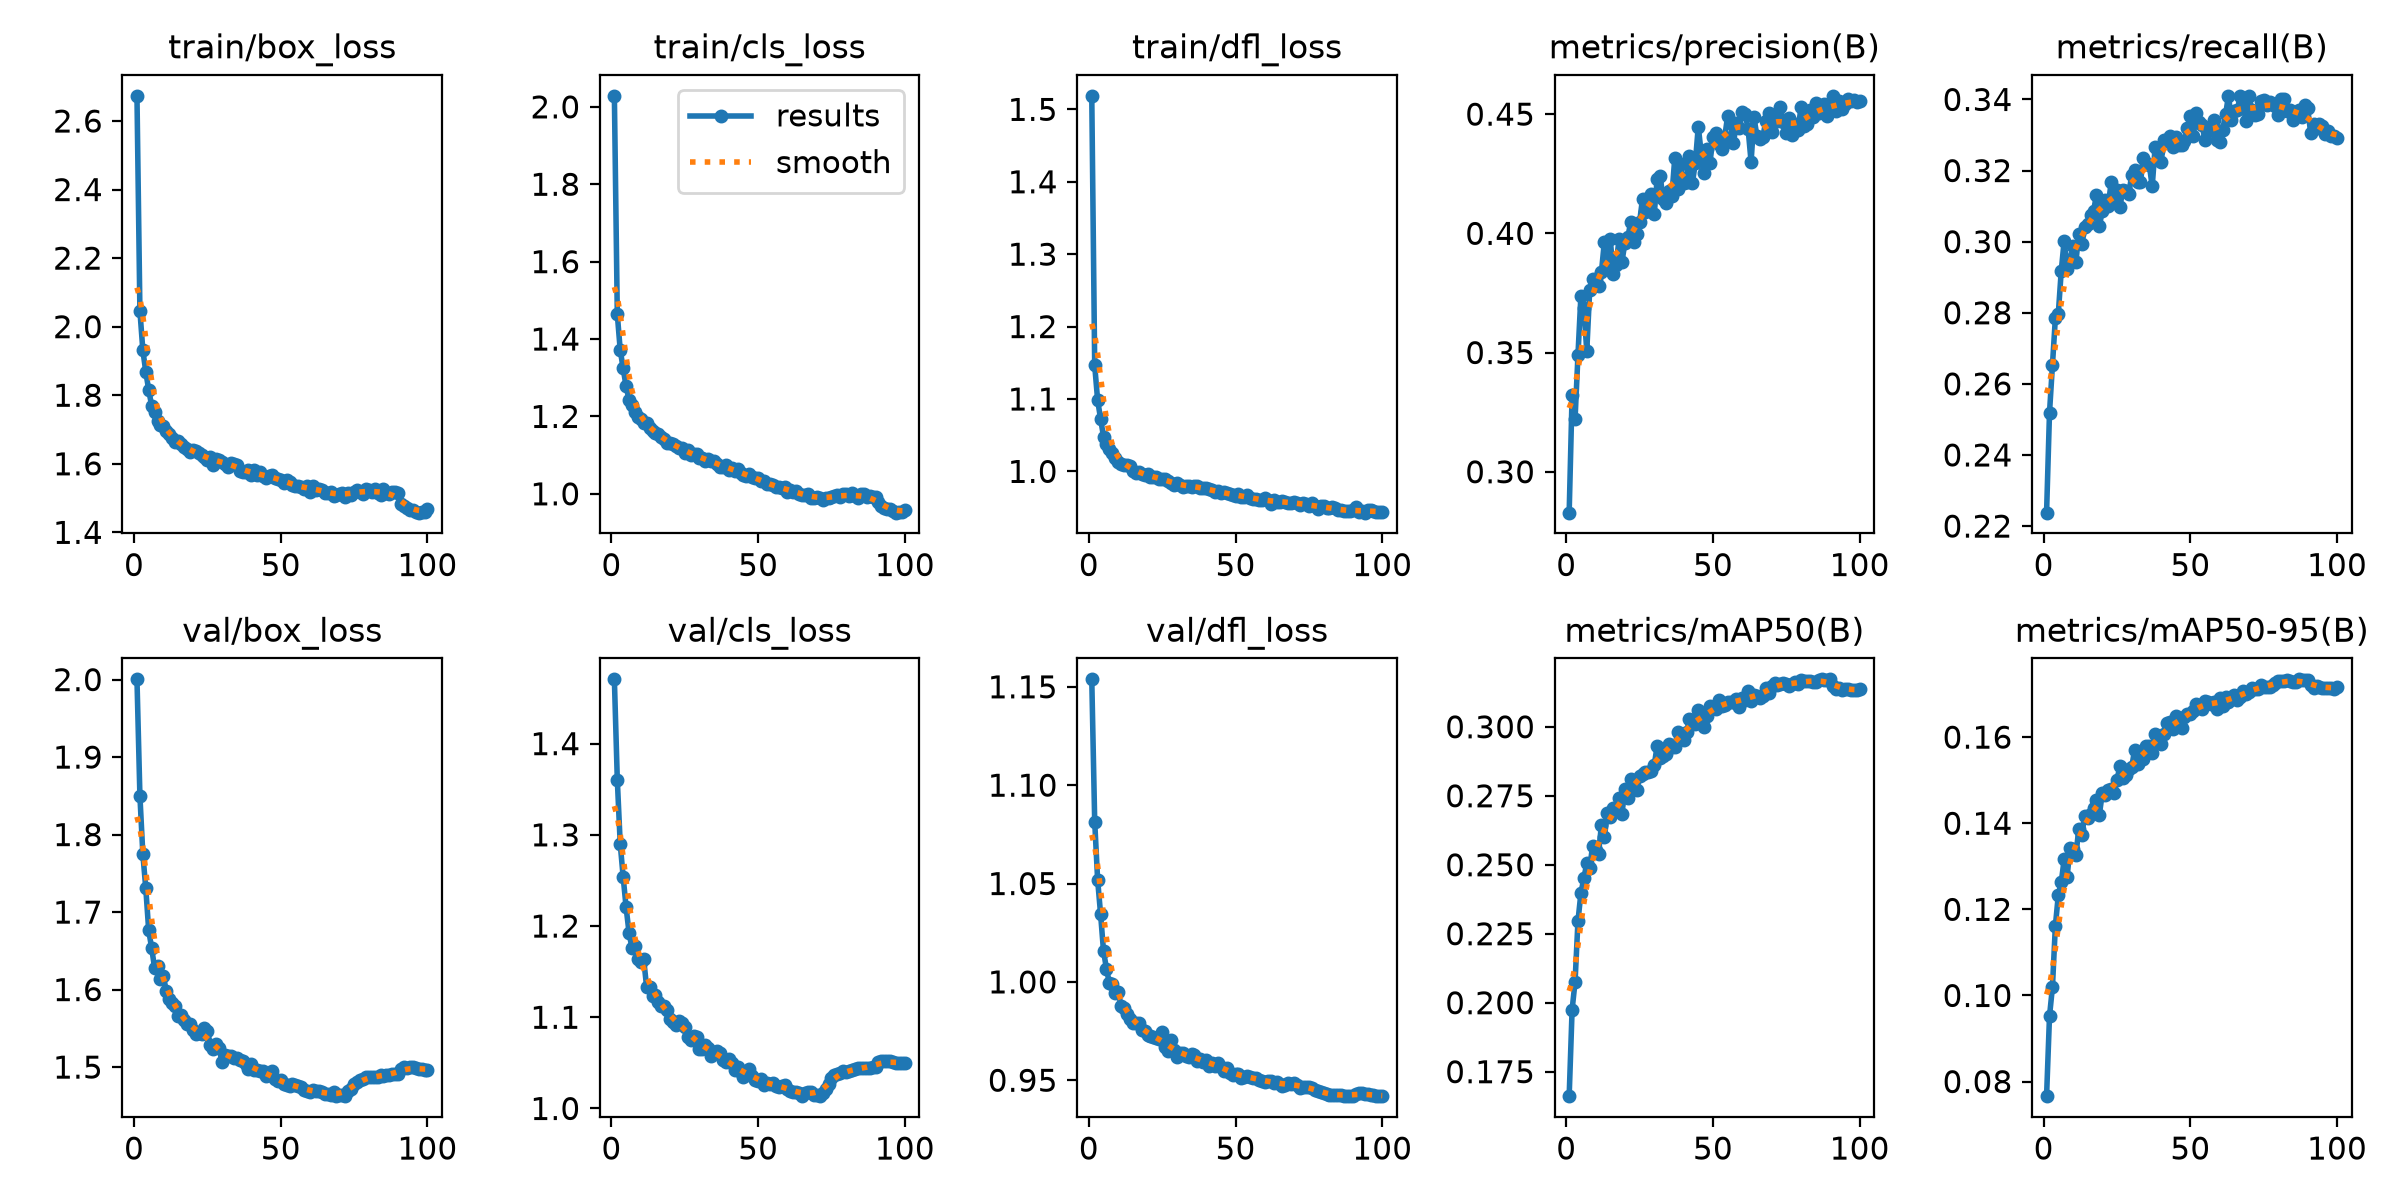 train/box_loss
2.6
2.4
2.2
2.0
1.8
1.6
1.4
0 50 100
train/cls_loss
results
smooth
2.0
1.8
1.6
1.4
1.2
1.0
0 50 100
train/dfl_loss
1.5
1.4
1.3
1.2
1.1
1.0
0 50 100
metrics/precision(B)
0.45
0.40
0.35
0.30
0 50 100
metrics/recall(B)
0.34
0.32
0.30
0.28
0.26
0.24
0.22
0 50 100
val/box_loss
2.0
1.9
1.8
1.7
1.6
1.5
0 50 100
val/cls_loss
1.4
1.3
1.2
1.1
1.0
0 50 100
val/dfl_loss
1.15
1.10
1.05
1.00
0.95
0 50 100
metrics/mAP50(B)
0.300
0.275
0.250
0.225
0.200
0.175
0 50 100
metrics/mAP50-95(B)
0.16
0.14
0.12
0.10
0.08
0 50 100